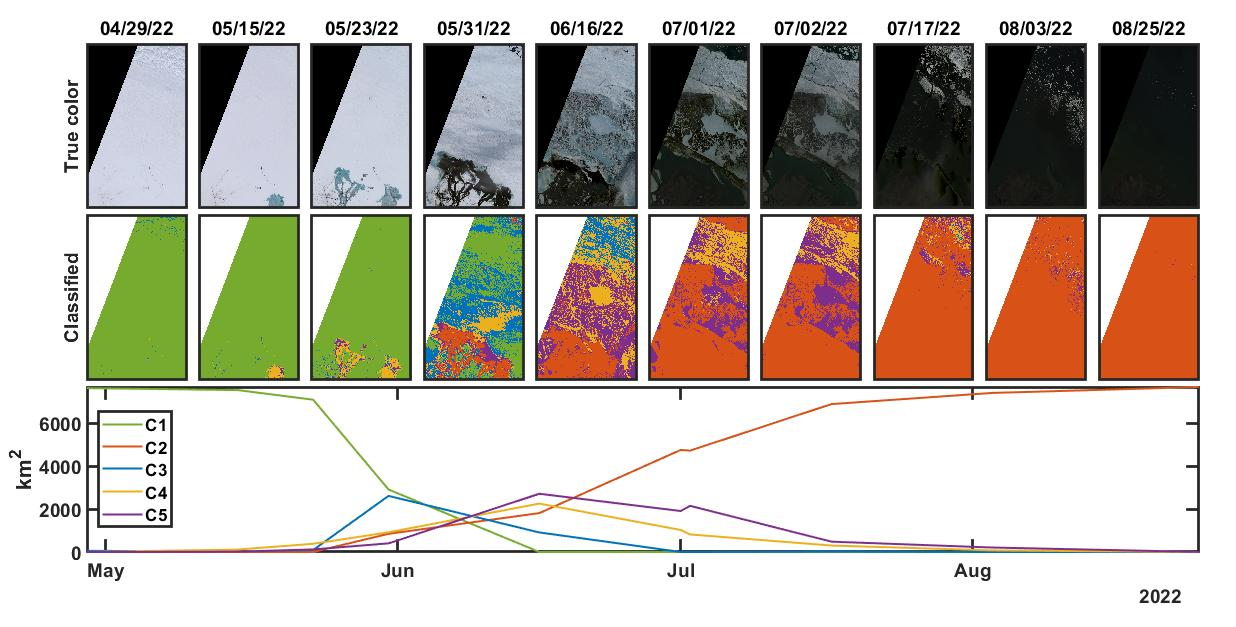 04/29/22 05/15/22 05/23/22 05/31/22 06/16/22 07/01/22 07/02/22 07/17/22 08/03/22 08/25/22
True color
Classified
km2
6000
4000
2000
0
C1
C2
C3
C4
C5
May Jun Jul Aug
2022